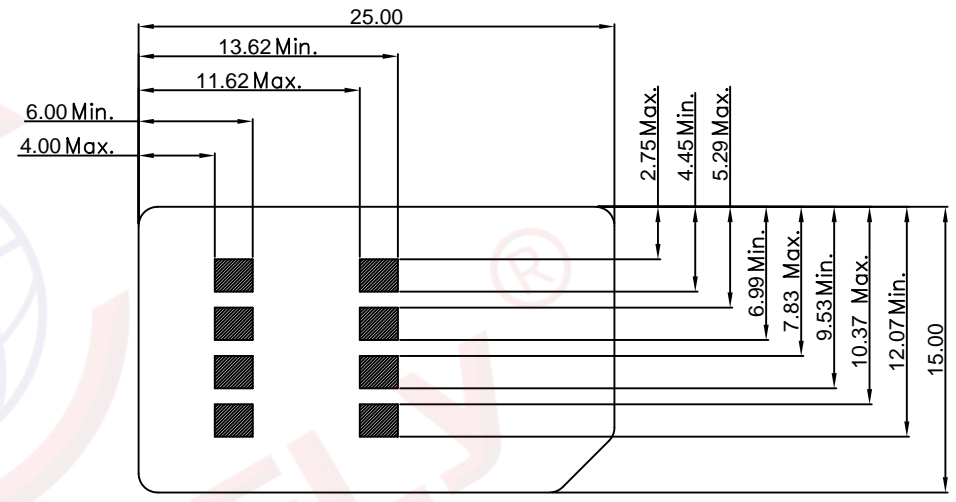 25.00
13.62 Min.
11.62 Max.
6.00 Min.
4.00 Max.
2.75 Max.
4.45 Min.
5.29 Max.
6.99 Min.
7.83 Max.
9.53 Min.
10.37 Max.
12.07 Min.
15.00
®
Ly